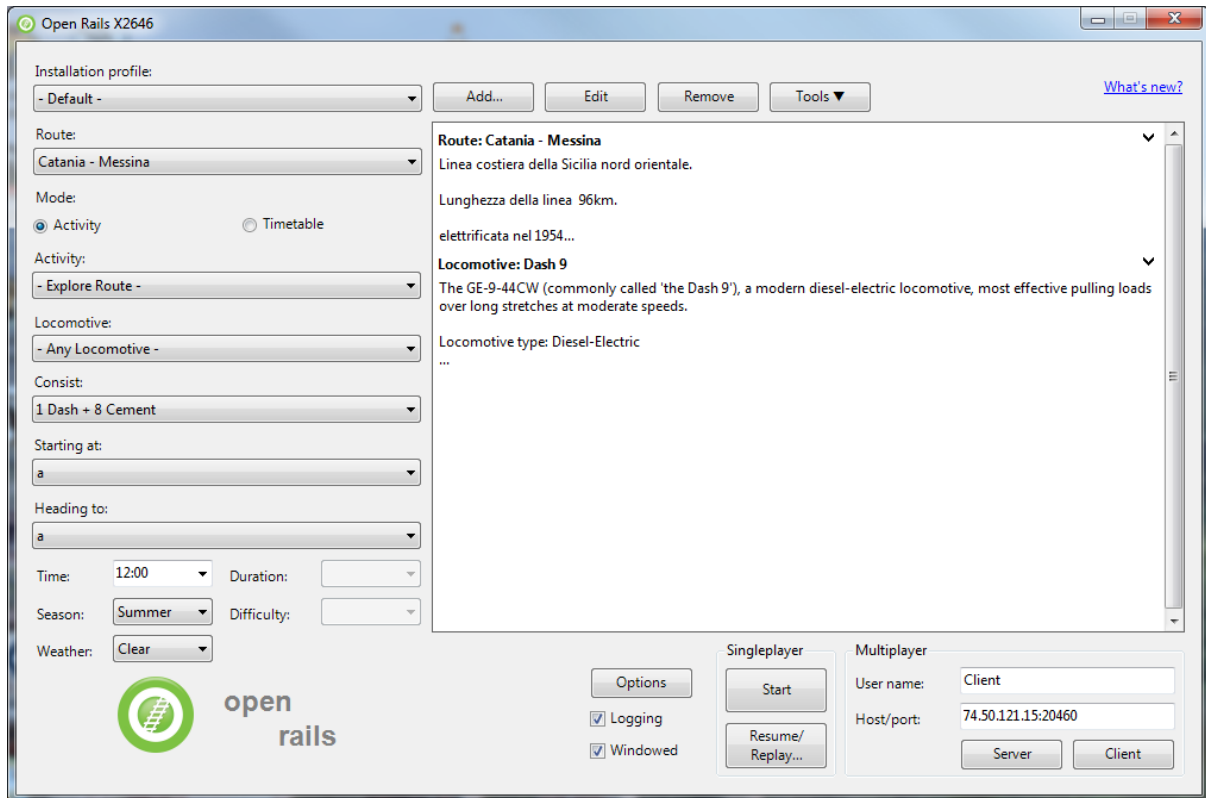 Open Rails X2646
Installation profile:
- Default -
Add...
Edit
Remove
Tools ▼
What's new?
Route:
Catania - Messina
Mode:
Activity
Timetable
Activity:
- Explore Route -
Locomotive:
- Any Locomotive -
Consist:
1 Dash + 8 Cement
Starting at:
a
Heading to:
a
Time:
12:00
Duration:
Season:
Summer
Difficulty:
Weather:
Clear
open
rails
Route: Catania - Messina
Linea costiera della Sicilia nord orientale.
Lunghezza della linea 96km.
elettrificata nel 1954...
Locomotive: Dash 9
The GE-9-44CW (commonly called 'the Dash 9'), a modern diesel-electric locomotive, most effective pulling loads
over long stretches at moderate speeds.
Locomotive type: Diesel-Electric
...
Options
Logging
Windowed
Singleplayer
Start
Resume/
Replay...
Multiplayer
User name:
Client
Host/port:
74.50.121.15:20460
Server
Client